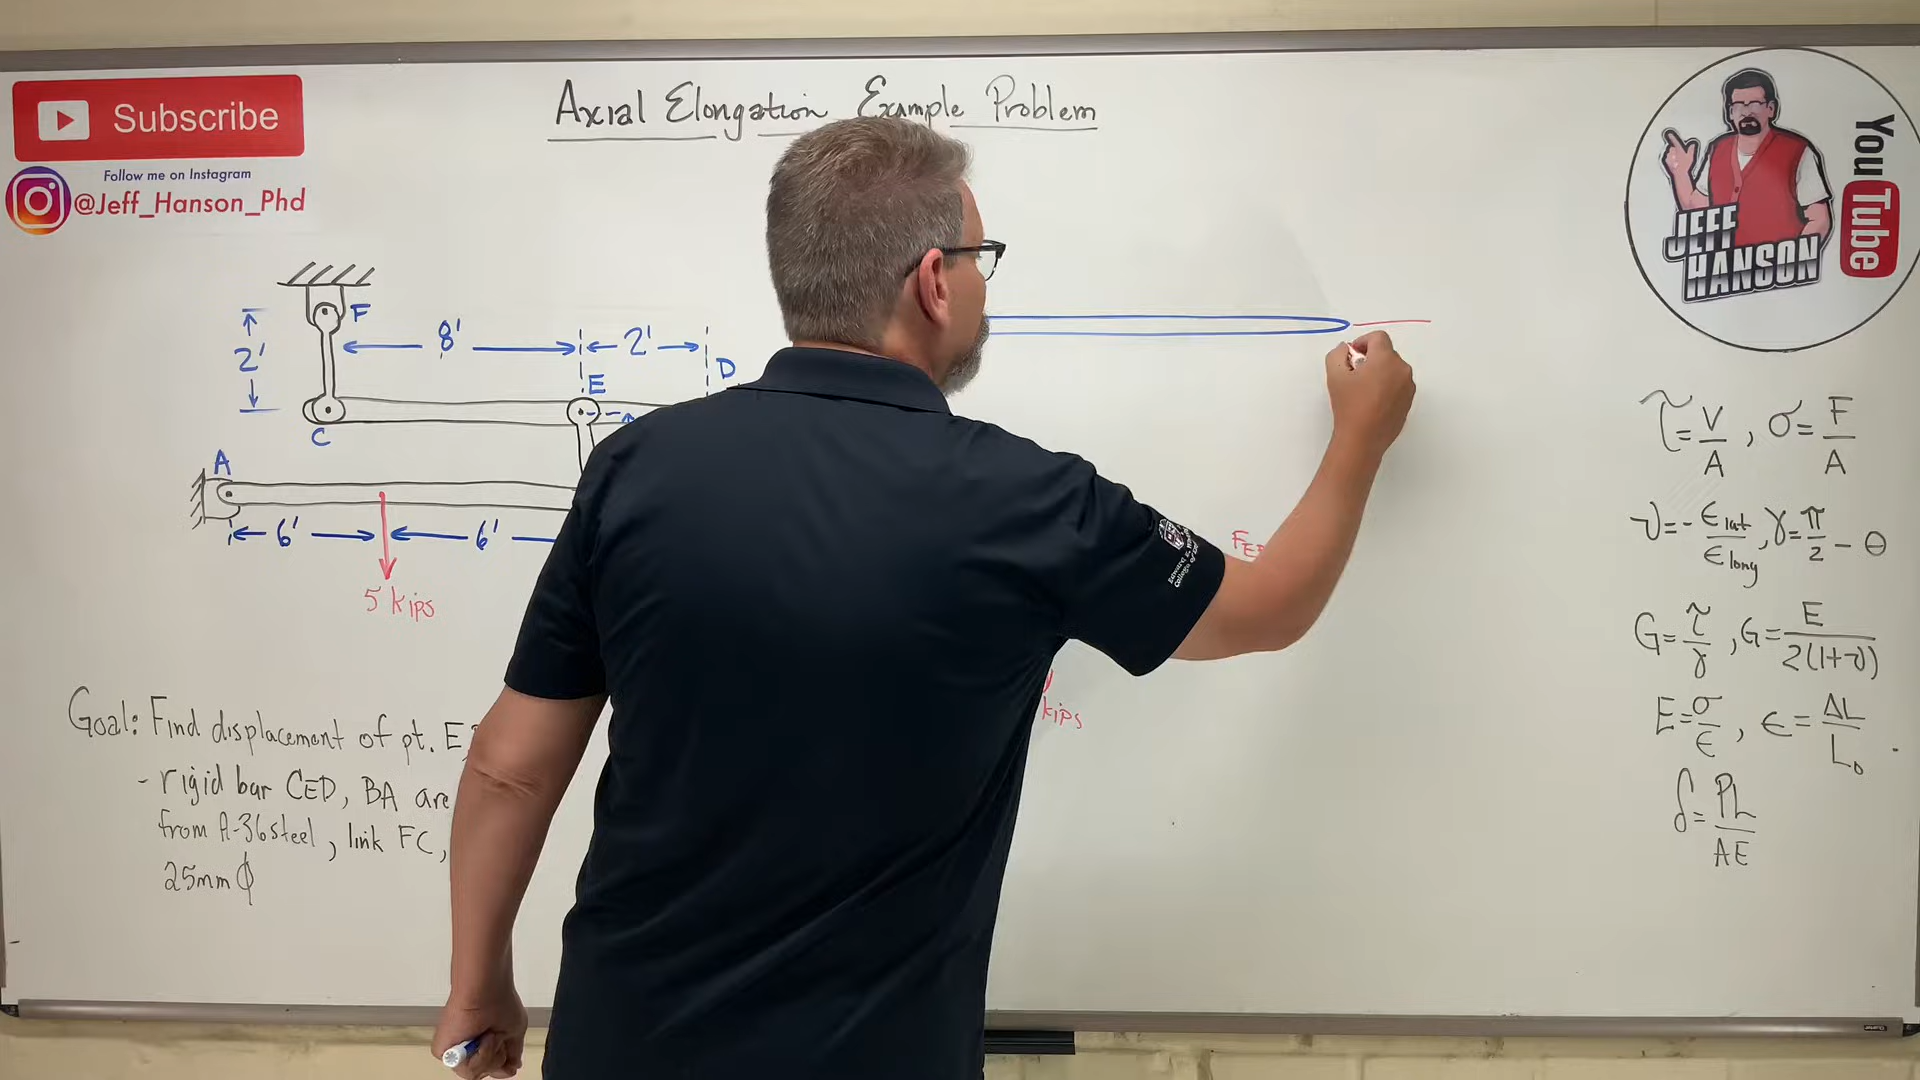 Axial Elongation Example Problem
Subscribe
Follow me on Instagram
@Jeff_Hanson_Phd
YouTube
JEFF
HANSON
F
8'
2'
2'
D
E
C
A
6'
6'
5 kips
kips
Goal: Find displacement of pt. E
- rigid bar CED, BA are
from A-36 steel, link FC,
25mm ϕ
τ = V/A , σ = F/A
ν = - ϵlat/ϵlong , γ = π/2 - θ
G = τ/γ , G = E/2(1+ν)
E = σ/ϵ , ϵ = ΔL/L₀
δ = PL/AE